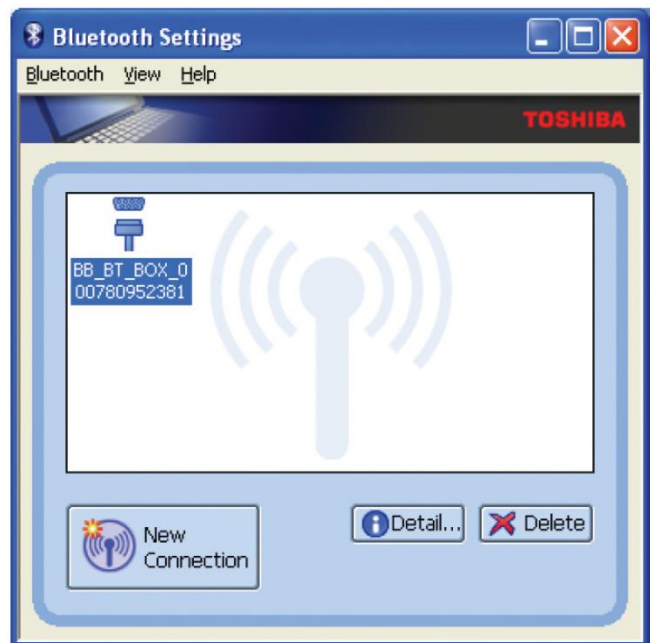 Bluetooth Settings
Bluetooth View Help
TOSHIBA
BB_BT_BOX_0
00780952381
New
Connection
Detail...
Delete